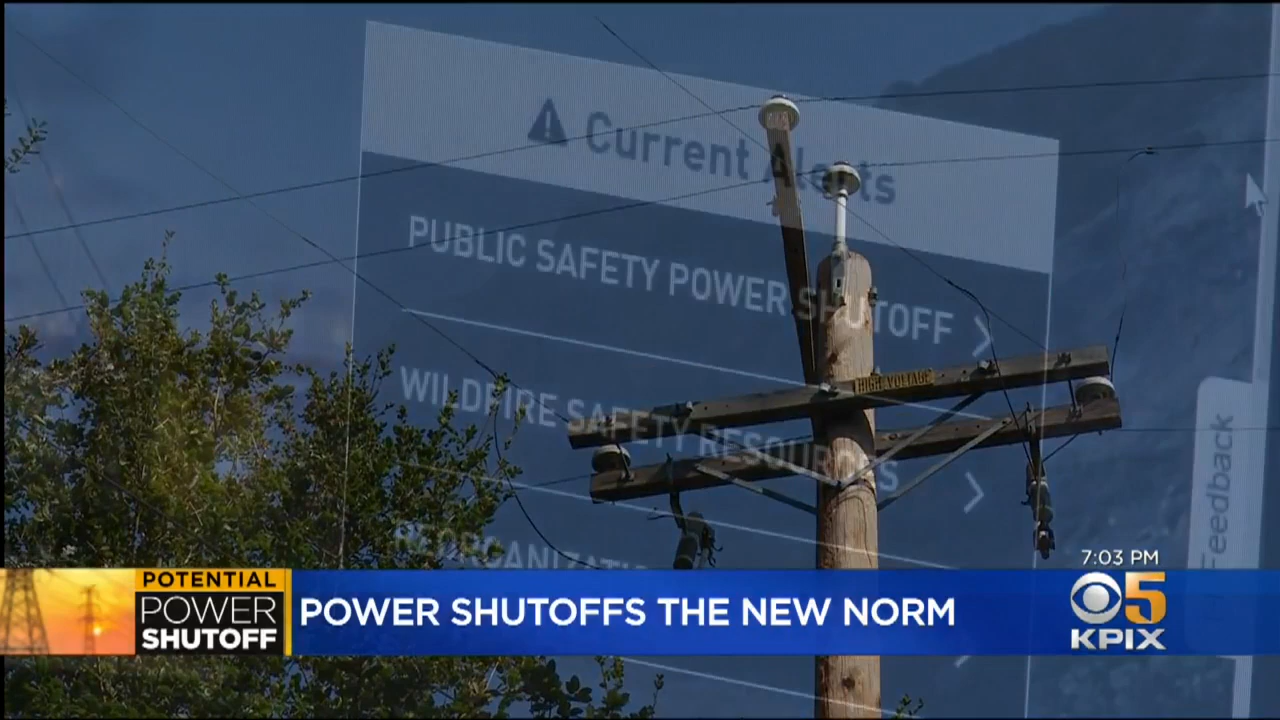 Current Alerts
PUBLIC SAFETY POWER SHUTOFF
HIGH VOLTAGE
WILDFIRE SAFETY RESOURCES
Feedback
7:03 PM
POTENTIAL
POWER
SHUTOFF
POWER SHUTOFFS THE NEW NORM
5
KPIX